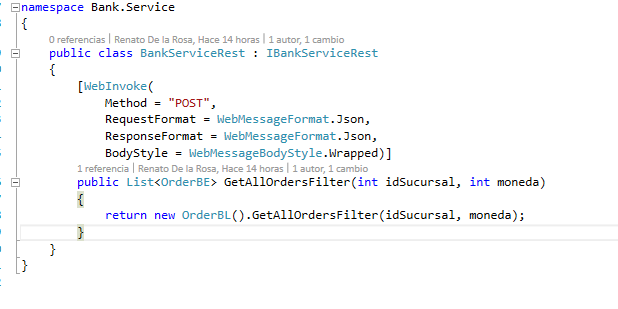 namespace Bank.Service
{
0 referencias | Renato De la Rosa, Hace 14 horas | 1 autor, 1 cambio
public class BankServiceRest : IBankServiceRest
{
[WebInvoke(
Method = "POST",
RequestFormat = WebMessageFormat.Json,
ResponseFormat = WebMessageFormat.Json,
BodyStyle = WebMessageBodyStyle.Wrapped)]
1 referencia | Renato De la Rosa, Hace 14 horas | 1 autor, 1 cambio
public List<OrderBE> GetAllOrdersFilter(int idSucursal, int moneda)
{
return new OrderBL().GetAllOrdersFilter(idSucursal, moneda);
}
}
}